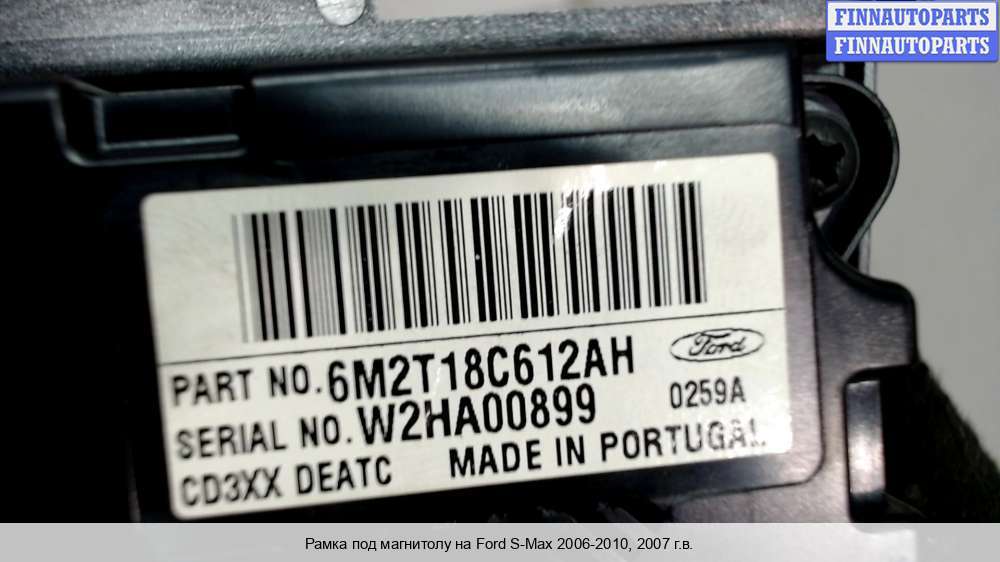 FINNAUTOPARTS
FINNAUTOPARTS
PART NO. 6M2T18C612AH
Ford
SERIAL NO. W2HA00899
0259A
CD3XX DEATC
MADE IN PORTUGAL
Рамка под магнитолу на Ford S-Max 2006-2010, 2007 г.в.